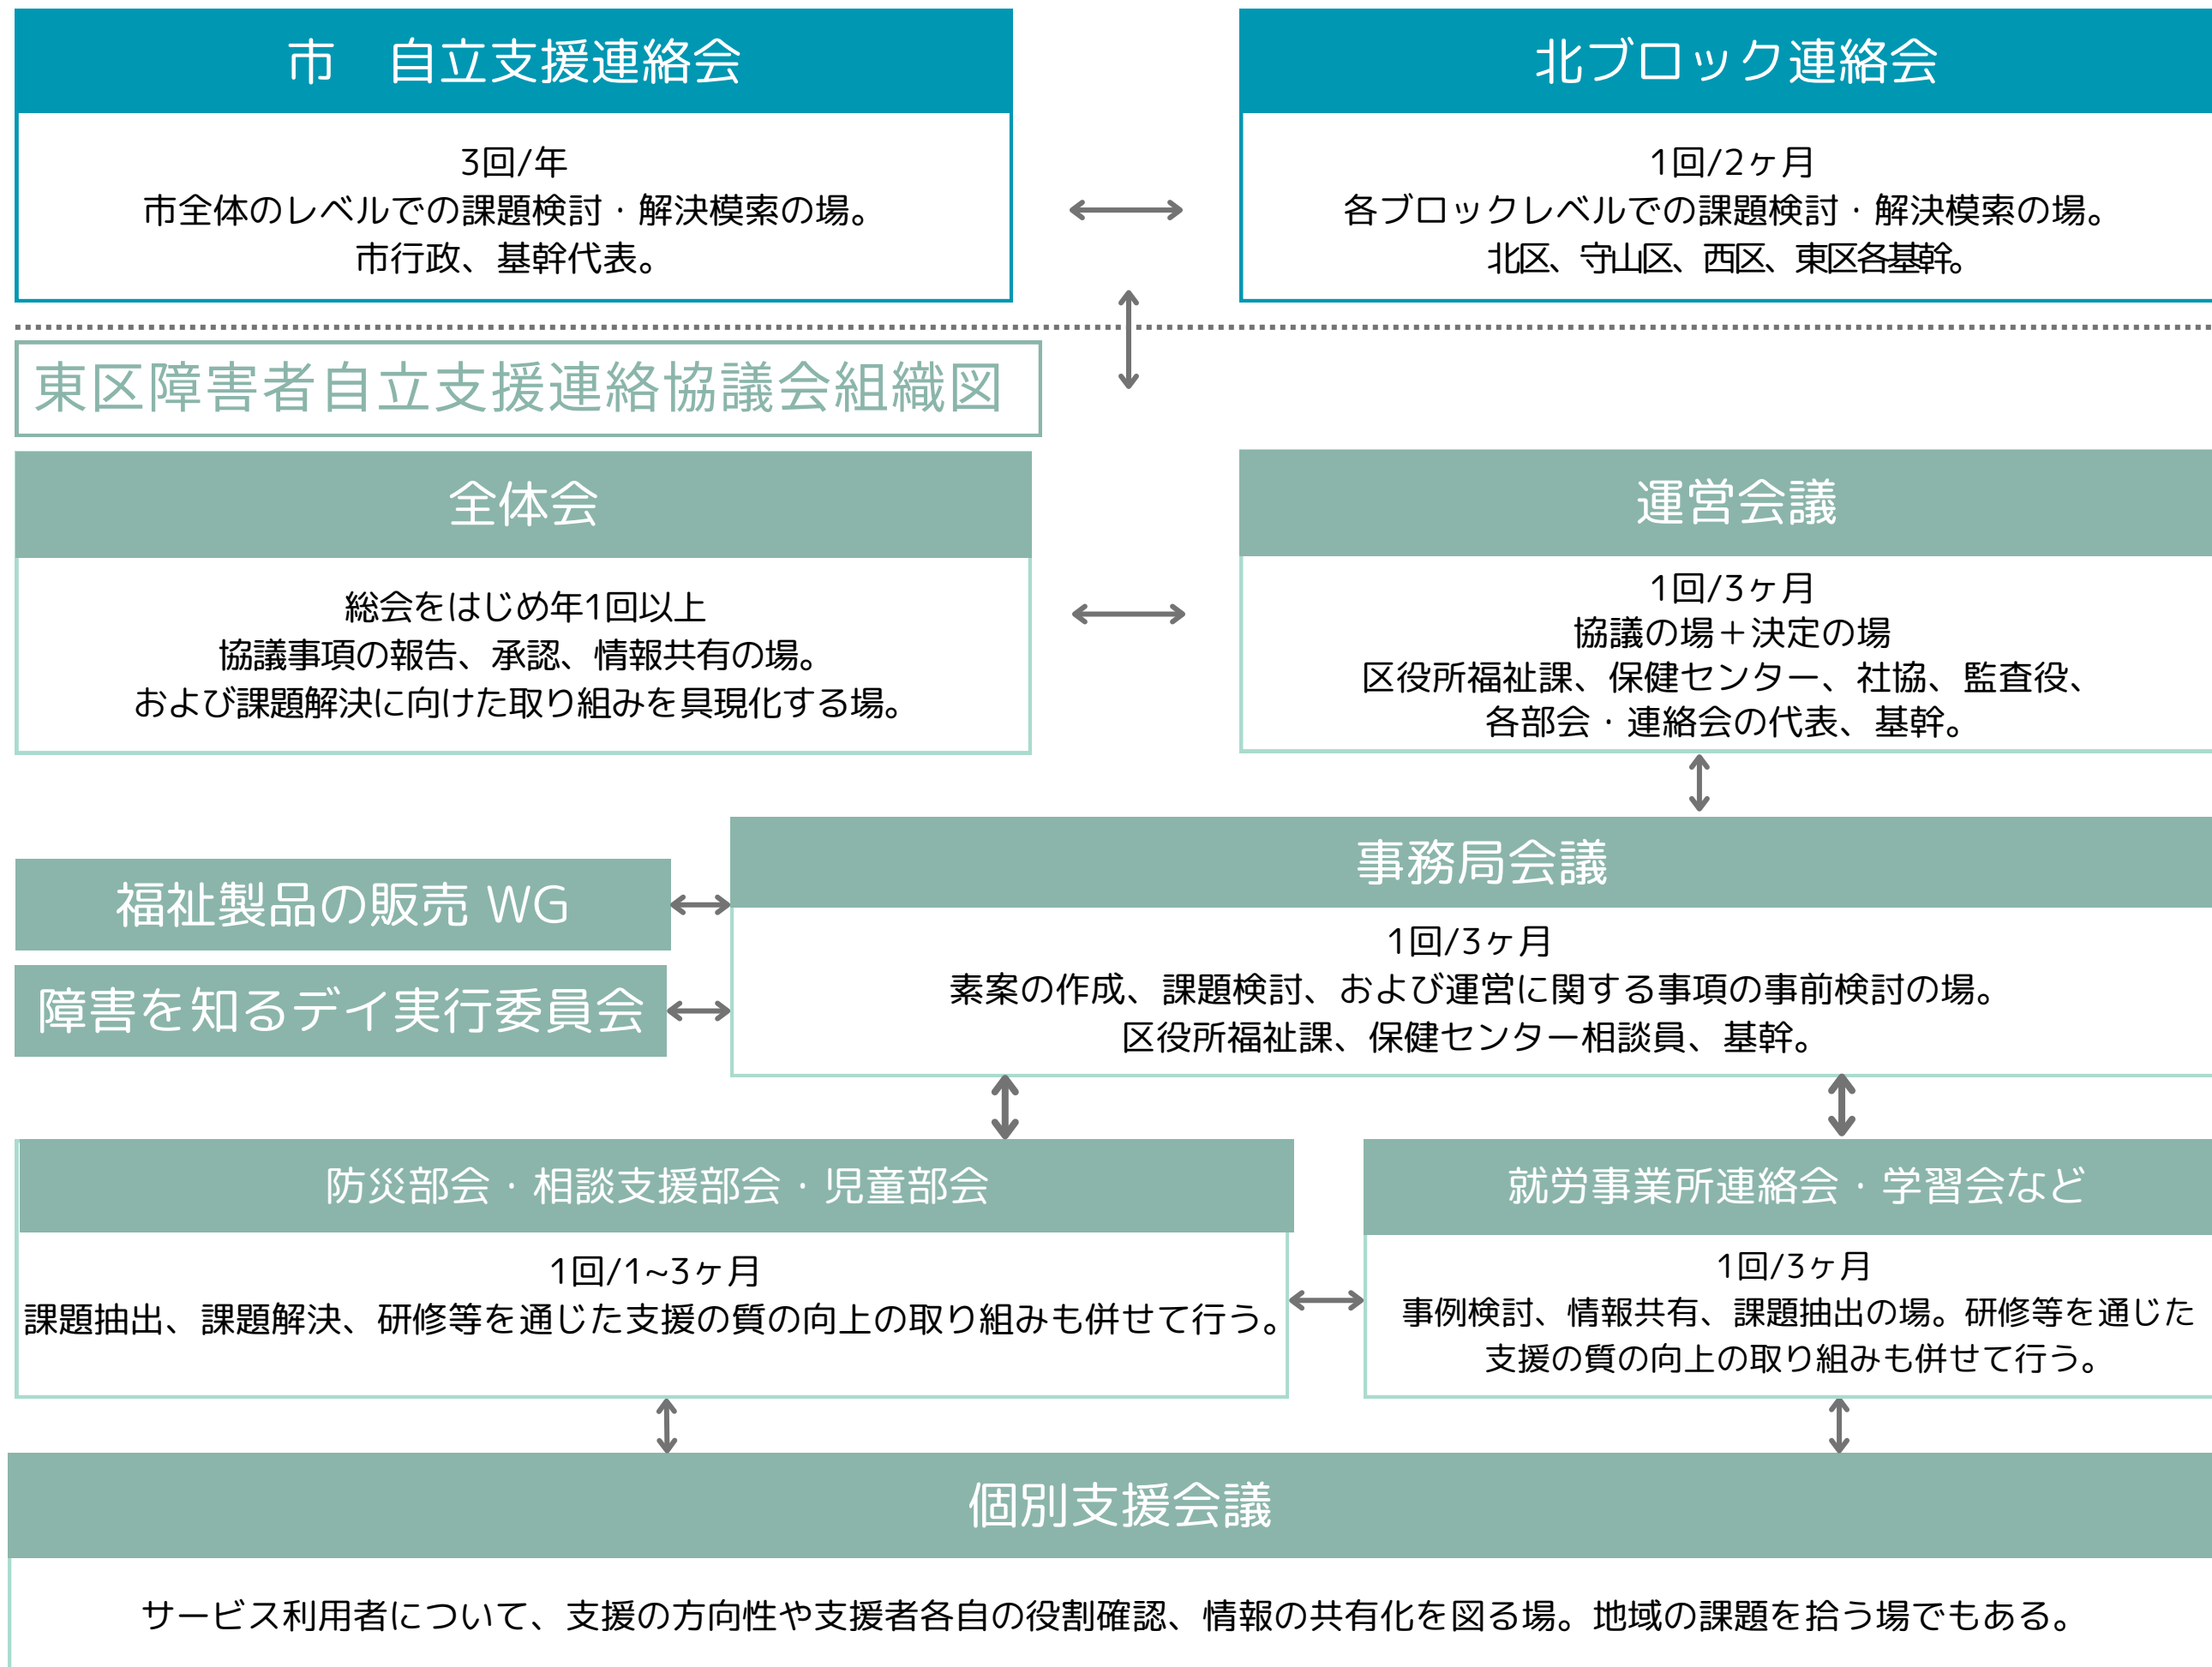 市　自立支援連絡会
3回/年
市全体のレベルでの課題検討・解決模索の場。
市行政、基幹代表。
北ブロック連絡会
1回/2ヶ月
各ブロックレベルでの課題検討・解決模索の場。
北区、守山区、西区、東区各基幹。
東区障害者自立支援連絡協議会組織図
全体会
総会をはじめ年1回以上
協議事項の報告、承認、情報共有の場。
および課題解決に向けた取り組みを具現化する場。
運営会議
1回/3ヶ月
協議の場＋決定の場
区役所福祉課、保健センター、社協、監査役、
各部会・連絡会の代表、基幹。
福祉製品の販売 WG
障害を知るデイ実行委員会
事務局会議
1回/3ヶ月
素案の作成、課題検討、および運営に関する事項の事前検討の場。
区役所福祉課、保健センター相談員、基幹。
防災部会・相談支援部会・児童部会
1回/1~3ヶ月
課題抽出、課題解決、研修等を通じた支援の質の向上の取り組みも併せて行う。
就労事業所連絡会・学習会など
1回/3ヶ月
事例検討、情報共有、課題抽出の場。研修等を通じた
支援の質の向上の取り組みも併せて行う。
個別支援会議
サービス利用者について、支援の方向性や支援者各自の役割確認、情報の共有化を図る場。地域の課題を拾う場でもある。